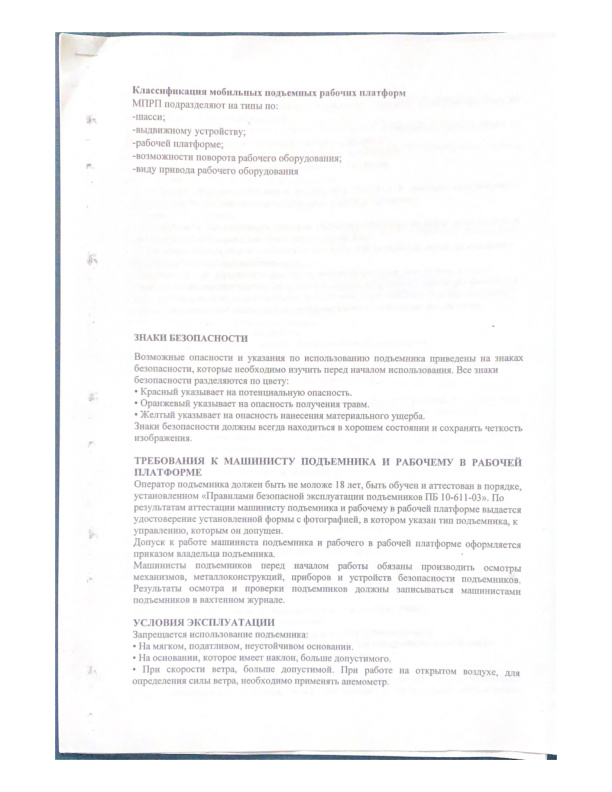 Классификация мобильных подъемных рабочих платформ
МПРП подразделяют на типы по:
-шасси;
-выдвижному устройству;
-рабочей платформе;
-возможности поворота рабочего оборудования;
-виду привода рабочего оборудования
ЗНАКИ БЕЗОПАСНОСТИ
Возможные опасности и указания по использованию подъемника приведены на знаках
безопасности, которые необходимо изучить перед началом использования. Все знаки
безопасности разделяются по цвету:
• Красный указывает на потенциальную опасность.
• Оранжевый указывает на опасность получения травм.
• Желтый указывает на опасность нанесения материального ущерба.
Знаки безопасности должны всегда находиться в хорошем состоянии и сохранять четкость
изображения.
ТРЕБОВАНИЯ К МАШИНИСТУ ПОДЪЕМНИКА И РАБОЧЕМУ В РАБОЧЕЙ
ПЛАТФОРМЕ
Оператор подъемника должен быть не моложе 18 лет, быть обучен и аттестован в порядке,
установленном «Правилами безопасной эксплуатации подъемников ПБ 10-611-03». По
результатам аттестации машинисту подъемника и рабочему в рабочей платформе выдается
удостоверение установленной формы с фотографией, в котором указан тип подъемника, к
управлению, которым он допущен.
Допуск к работе машиниста подъемника и рабочего в рабочей платформе оформляется
приказом владельца подъемника.
Машинисты подъемников перед началом работы обязаны производить осмотры
механизмов, металлоконструкций, приборов и устройств безопасности подъемников.
Результаты осмотра и проверки подъемников должны записываться машинистами
подъемников в вахтенном журнале.
УСЛОВИЯ ЭКСПЛУАТАЦИИ
Запрещается использование подъемника:
• На мягком, податливом, неустойчивом основании.
• На основании, которое имеет наклон, больше допустимого.
• При скорости ветра, больше допустимой. При работе на открытом воздухе, для
определения силы ветра, необходимо применять анемометр.